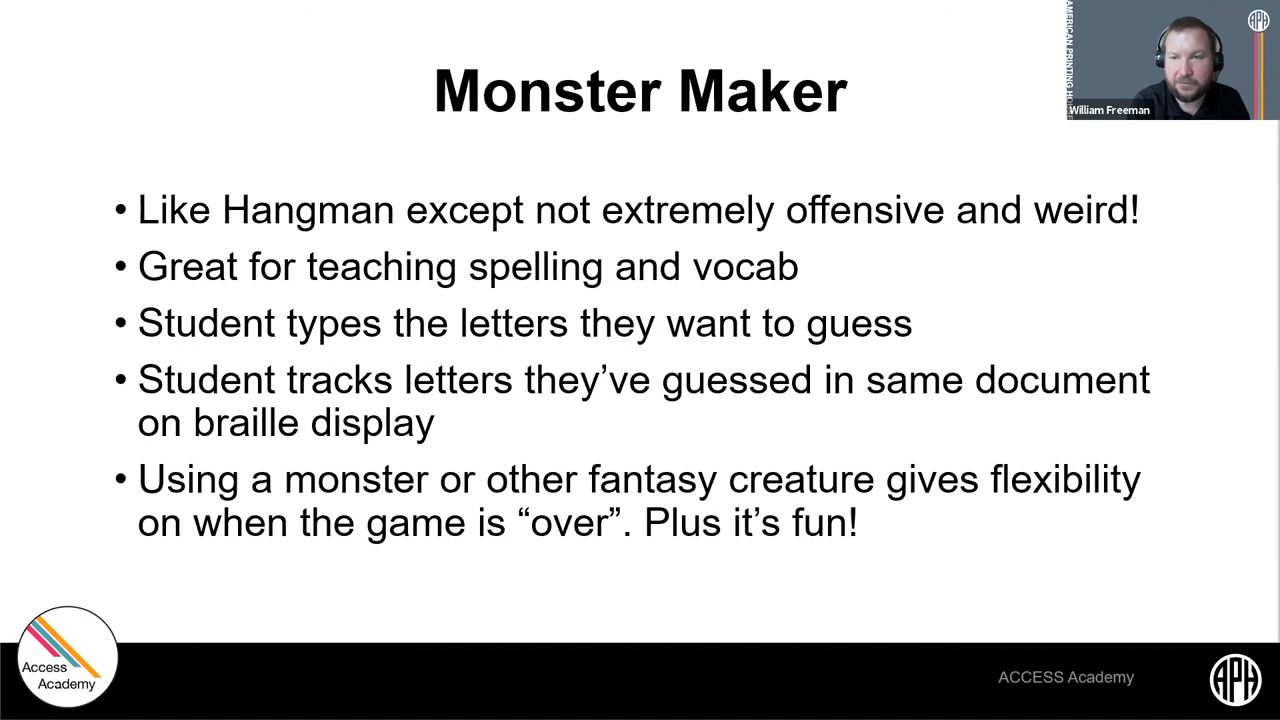 Monster Maker
AMERICAN PRINTING HOUSE
APH
William Freeman
• Like Hangman except not extremely offensive and weird!
• Great for teaching spelling and vocab
• Student types the letters they want to guess
• Student tracks letters they’ve guessed in same document
on braille display
• Using a monster or other fantasy creature gives flexibility
on when the game is “over”. Plus it’s fun!
Access
Academy
ACCESS Academy
APH